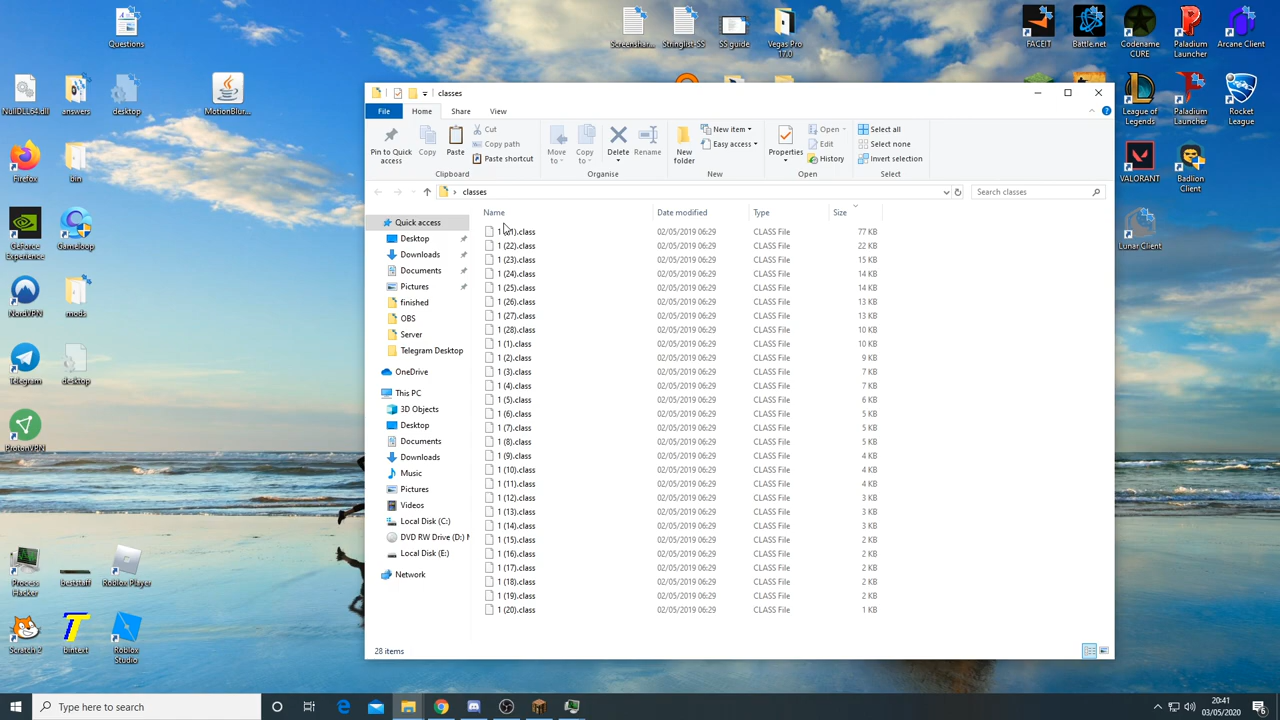 Questions
Screenshar...
Stringlist-SS
SS guide
Vegas Pro
17.0
FACEIT
Battle.net
Codename
CURE
Paladium
Launcher
Arcane Client
NullDLL64.dll
answers
desktop
MotionBlur...
League of
Legends
Paladium
Launcher
Rocket
League
Firefox
bin
VALORANT
Badlion
Client
GeForce
Experience
Gameloop
Lunar Client
NordVPN
mods
Telegram
desktop
ProtonVPN
Process
Hacker
beststaff
Roblox Player
Scratch 2
bintext
Roblox
Studio
classes
File Home Share View
Pin to Quick
access
Copy
Paste
Cut
Copy path
Paste shortcut
Clipboard
Move
to
Copy
to
Delete
Rename
Organise
New
folder
New item
Easy access
New
Properties
Open
Edit
History
Open
Select all
Select none
Invert selection
Select
classes
Search classes
Quick access
Desktop
Downloads
Documents
Pictures
finished
OBS
Server
Telegram Desktop
OneDrive
This PC
3D Objects
Desktop
Documents
Downloads
Music
Pictures
Videos
Local Disk (C:)
DVD RW Drive (D:)
Local Disk (E:)
Network
Name Date modified Type Size
1 (21).class 02/05/2019 06:29 CLASS File 77 KB
1 (22).class 02/05/2019 06:29 CLASS File 22 KB
1 (23).class 02/05/2019 06:29 CLASS File 15 KB
1 (24).class 02/05/2019 06:29 CLASS File 14 KB
1 (25).class 02/05/2019 06:29 CLASS File 14 KB
1 (26).class 02/05/2019 06:29 CLASS File 13 KB
1 (27).class 02/05/2019 06:29 CLASS File 13 KB
1 (28).class 02/05/2019 06:29 CLASS File 10 KB
1 (1).class 02/05/2019 06:29 CLASS File 10 KB
1 (2).class 02/05/2019 06:29 CLASS File 9 KB
1 (3).class 02/05/2019 06:29 CLASS File 7 KB
1 (4).class 02/05/2019 06:29 CLASS File 7 KB
1 (5).class 02/05/2019 06:29 CLASS File 6 KB
1 (6).class 02/05/2019 06:29 CLASS File 5 KB
1 (7).class 02/05/2019 06:29 CLASS File 5 KB
1 (8).class 02/05/2019 06:29 CLASS File 5 KB
1 (9).class 02/05/2019 06:29 CLASS File 4 KB
1 (10).class 02/05/2019 06:29 CLASS File 4 KB
1 (11).class 02/05/2019 06:29 CLASS File 4 KB
1 (12).class 02/05/2019 06:29 CLASS File 3 KB
1 (13).class 02/05/2019 06:29 CLASS File 3 KB
1 (14).class 02/05/2019 06:29 CLASS File 3 KB
1 (15).class 02/05/2019 06:29 CLASS File 2 KB
1 (16).class 02/05/2019 06:29 CLASS File 2 KB
1 (17).class 02/05/2019 06:29 CLASS File 2 KB
1 (18).class 02/05/2019 06:29 CLASS File 2 KB
1 (19).class 02/05/2019 06:29 CLASS File 2 KB
1 (20).class 02/05/2019 06:29 CLASS File 1 KB
28 items
Type here to search
20:41
03/05/2020
6